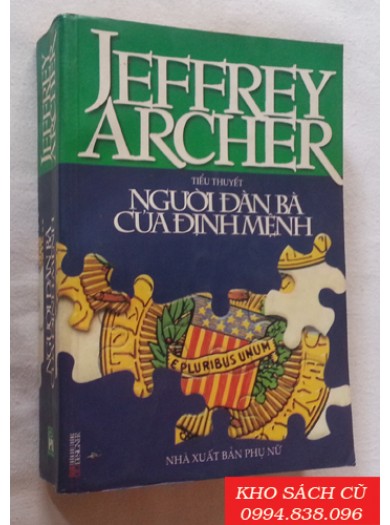 JEFFREY
ARCHER
TIỂU THUYẾT
NGƯỜI ĐÀN BÀ
CỦA ĐỊNH MỆNH
E PLURIBUS UNUM
NHÀ XUẤT BẢN PHỤ NỮ
KHO SÁCH CŨ
0994.838.096